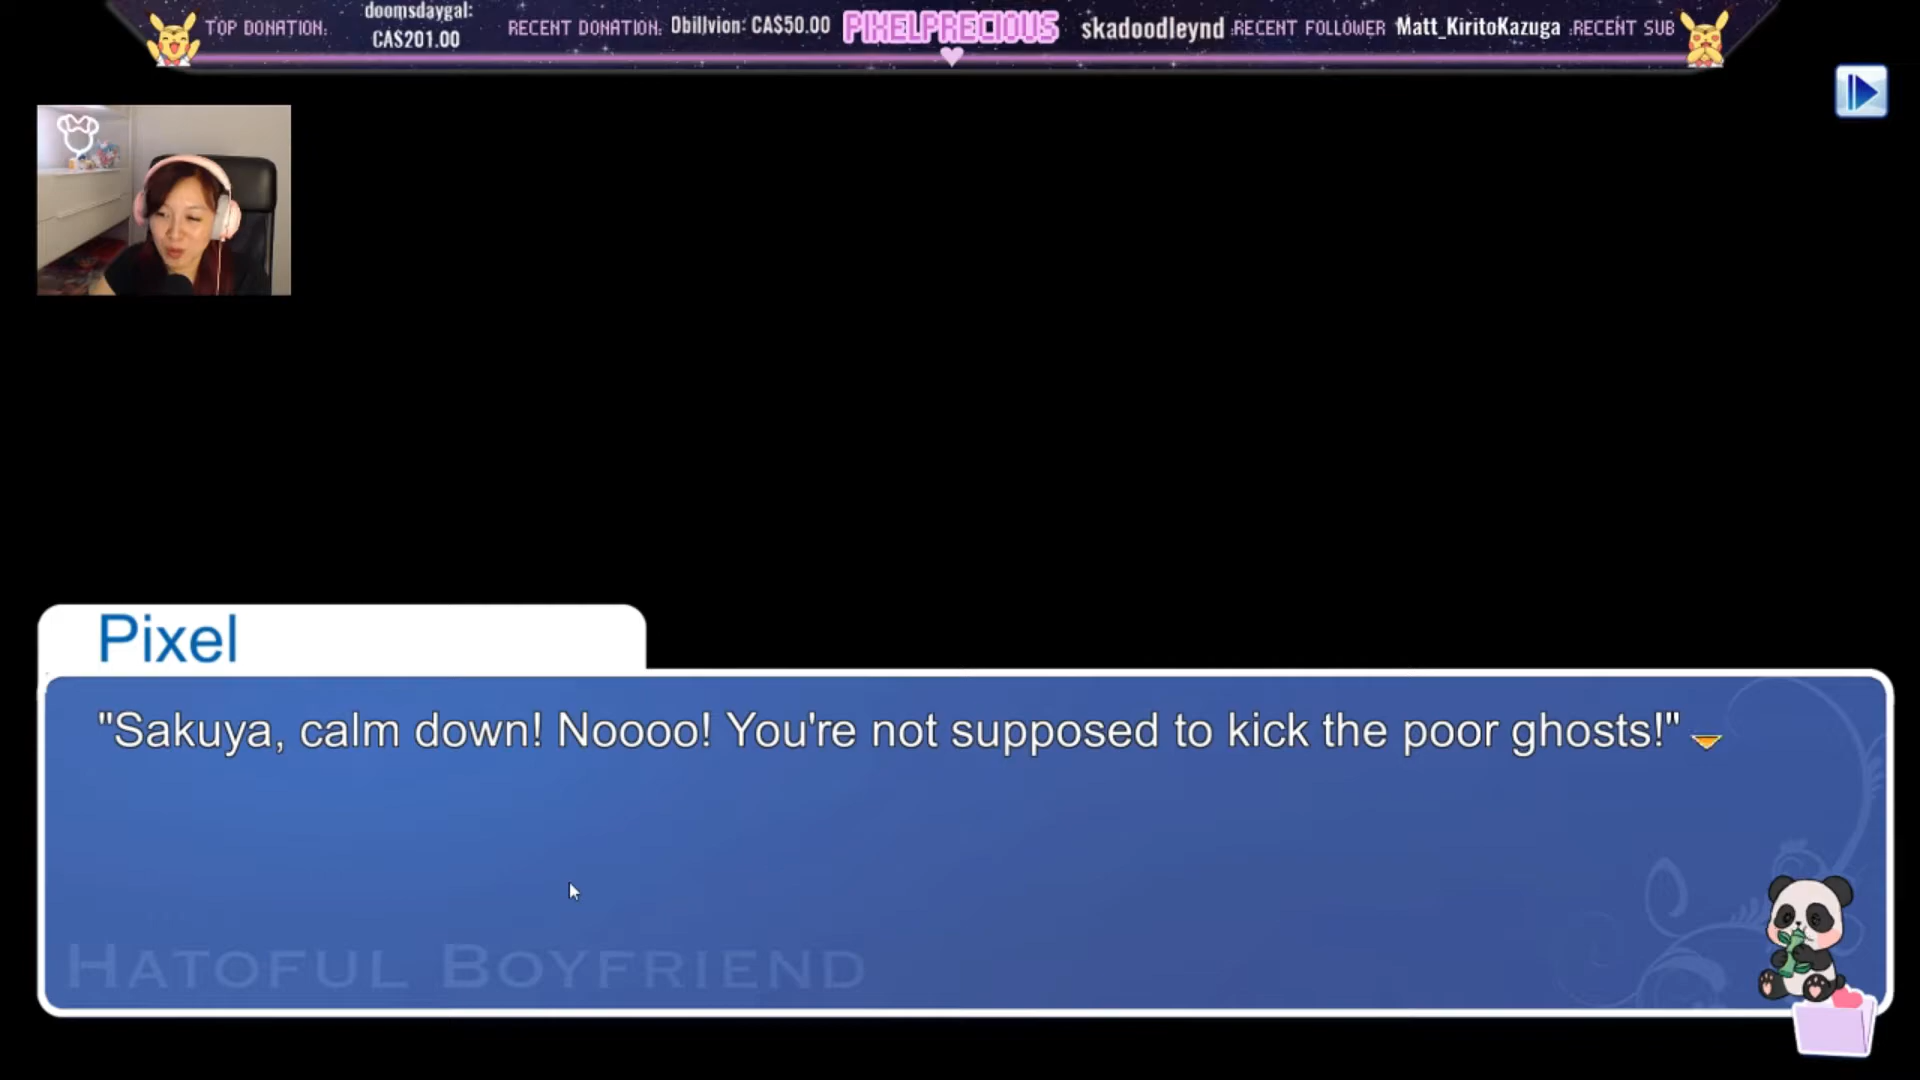 doomsdaygal:
TOP DONATION:
CA$201.00
RECENT DONATION: Dbillvion: CA$50.00
PIXELPRECIOUS
skadoodleynd :RECENT FOLLOWER
Matt_KiritoKazuga :RECENT SUB
Pixel
"Sakuya, calm down! Noooo! You're not supposed to kick the poor ghosts!"
HATOFUL BOYFRIEND